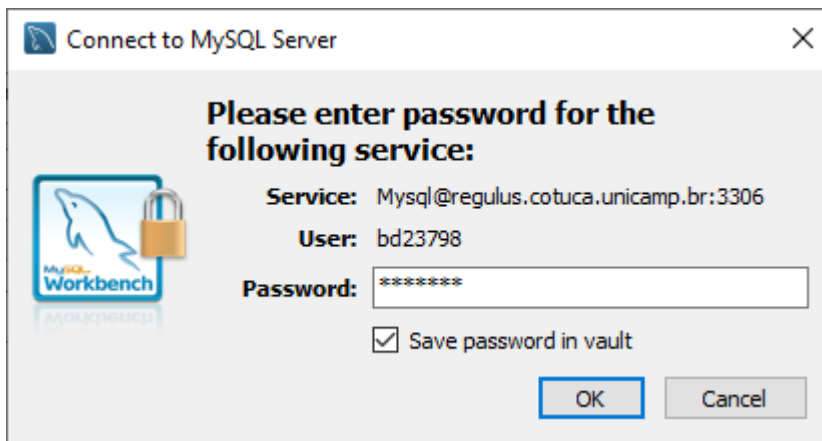 Connect to MySQL Server
Please enter password for the
following service:
Service: Mysql@regulus.cotuca.unicamp.br:3306
User: bd23798
Password: *******
Save password in vault
OK Cancel
MySQL
Workbench